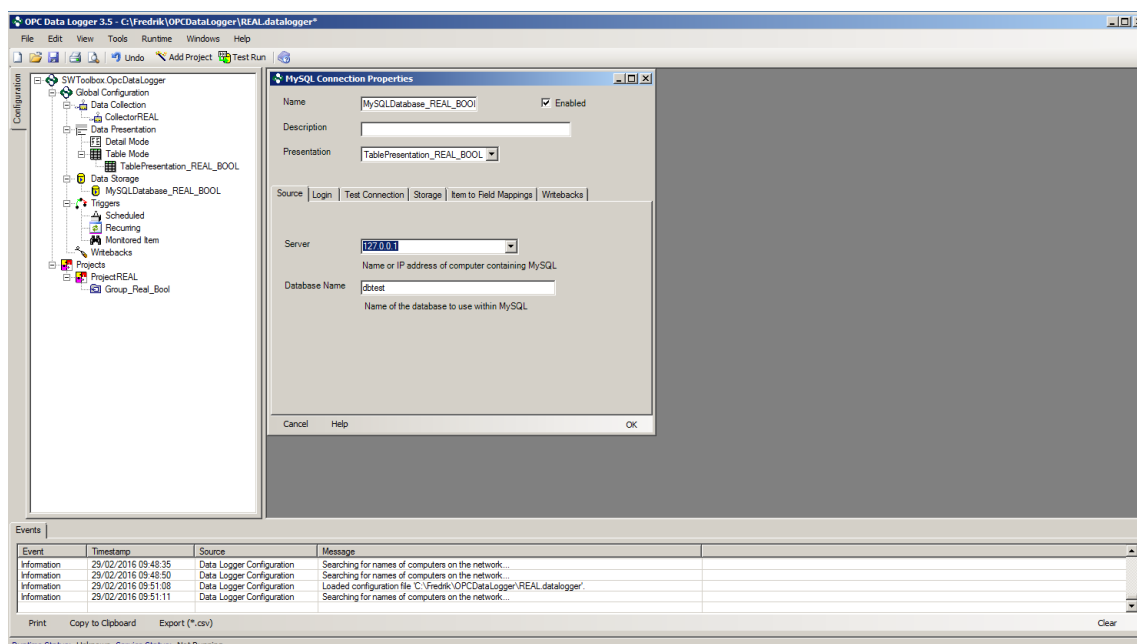 OPC Data Logger 3.5 - C:\Fredrik\OPCDataLogger\REAL.datalogger*
File Edit View Tools Runtime Windows Help
Undo Add Project Test Run
Configuration
SWToolbox.OpcDataLogger
Global Configuration
Data Collection
CollectorREAL
Data Presentation
Detail Mode
Table Mode
TablePresentation_REAL_BOOL
Data Storage
MySQLDatabase_REAL_BOOL
Triggers
Scheduled
Recurring
Monitored Item
Writebacks
Projects
ProjectREAL
Group_Real_Bool
MySQL Connection Properties
Name MySQLDatabase_REAL_BOOl Enabled
Description
Presentation TablePresentation_REAL_BOOL
Source Login Test Connection Storage Item to Field Mappings Writebacks
Server 127.0.0.1
Name or IP address of computer containing MySQL
Database Name dbtest
Name of the database to use within MySQL
Cancel Help OK
Events
Event Timestamp Source Message
Information 29/02/2016 09:48:35 Data Logger Configuration Searching for names of computers on the network...
Information 29/02/2016 09:48:50 Data Logger Configuration Searching for names of computers on the network...
Information 29/02/2016 09:51:08 Data Logger Configuration Loaded configuration file 'C:\Fredrik\OPCDataLogger\REAL.datalogger'.
Information 29/02/2016 09:51:11 Data Logger Configuration Searching for names of computers on the network...
Print Copy to Clipboard Export (*.csv) Clear